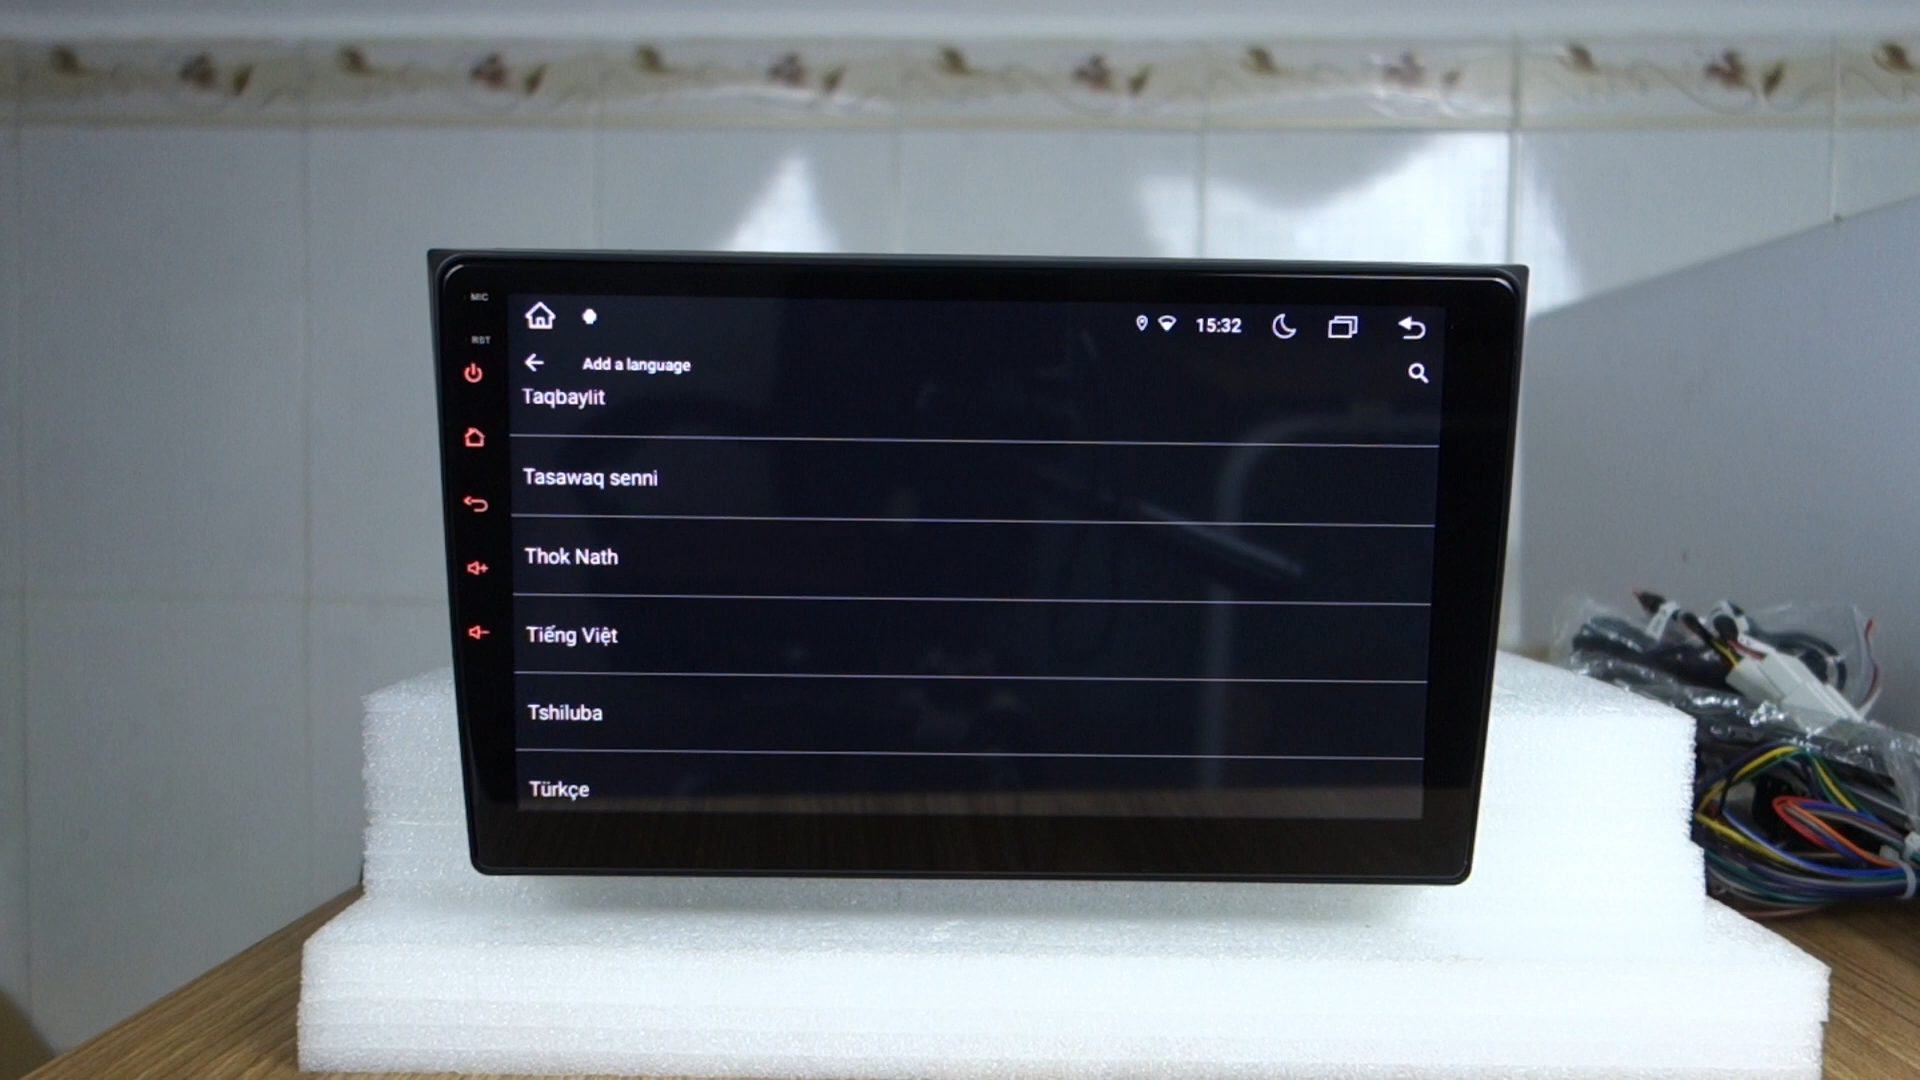 MIC
RST
15:32
Add a language
Taqbaylit
Tasawaq senni
Thok Nath
Tiếng Việt
Tshiluba
Türkçe